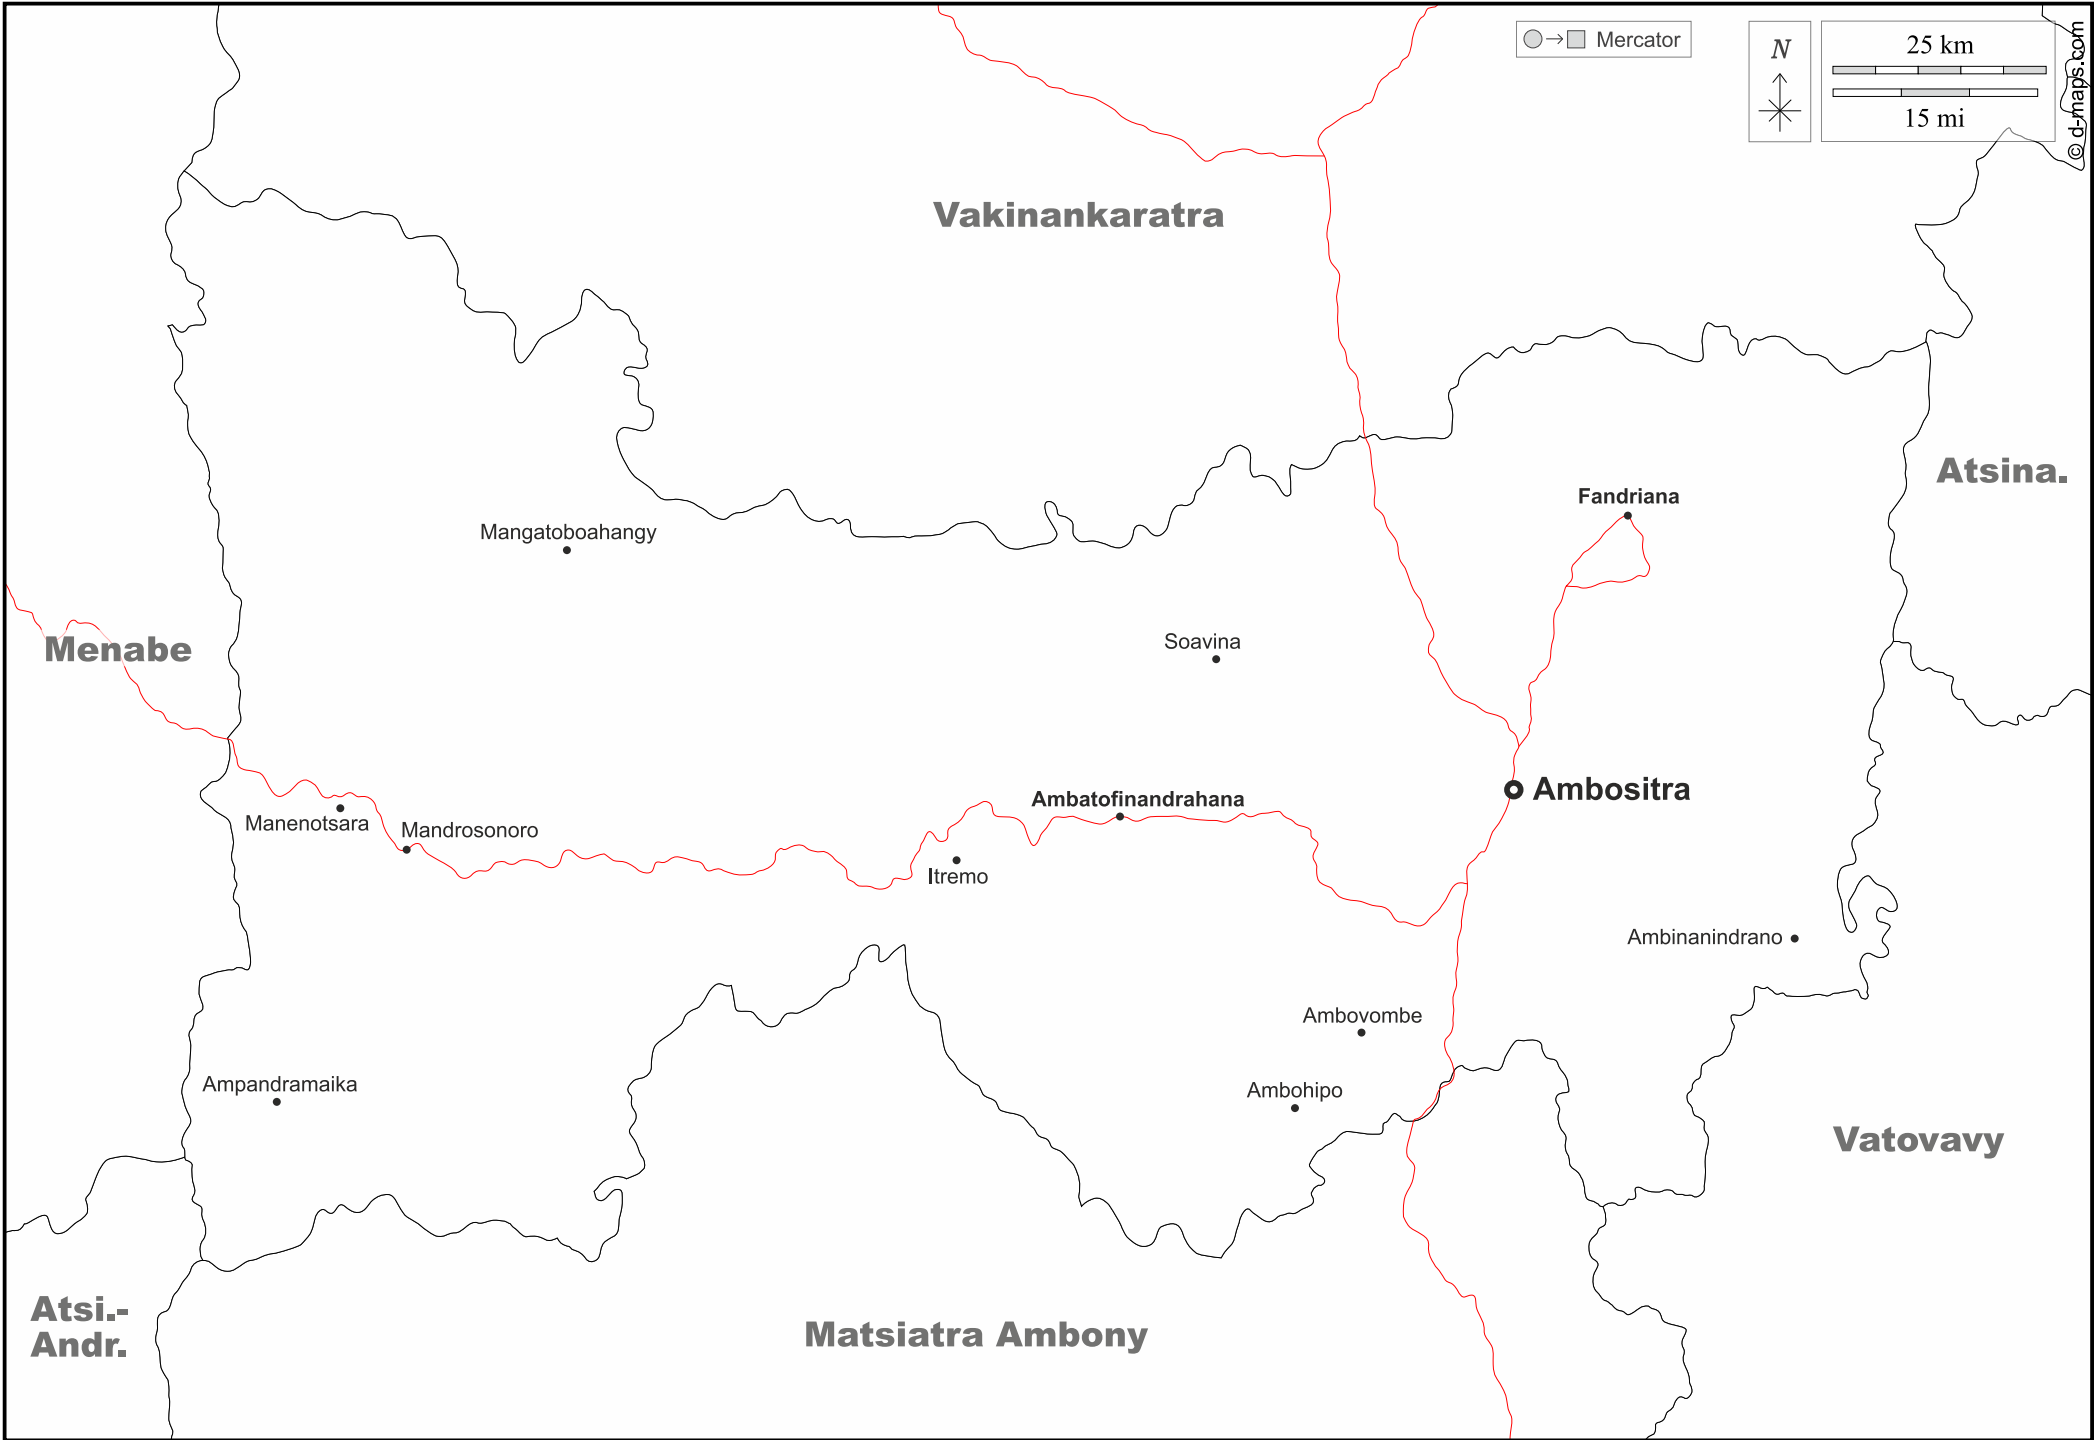 Mercator
N
25 km
15 mi
© d-maps.com
Vakinankaratra
Atsina.
Fandriana
Mangatoboahangy
Soavina
Menabe
Ambositra
Ambatofinandrahana
Manenotsara
Mandrosonoro
Itremo
Ambinanindrano
Ambovombe
Ampandramaika
Ambohipo
Vatovavy
Atsi.-
Andr.
Matsiatra Ambony